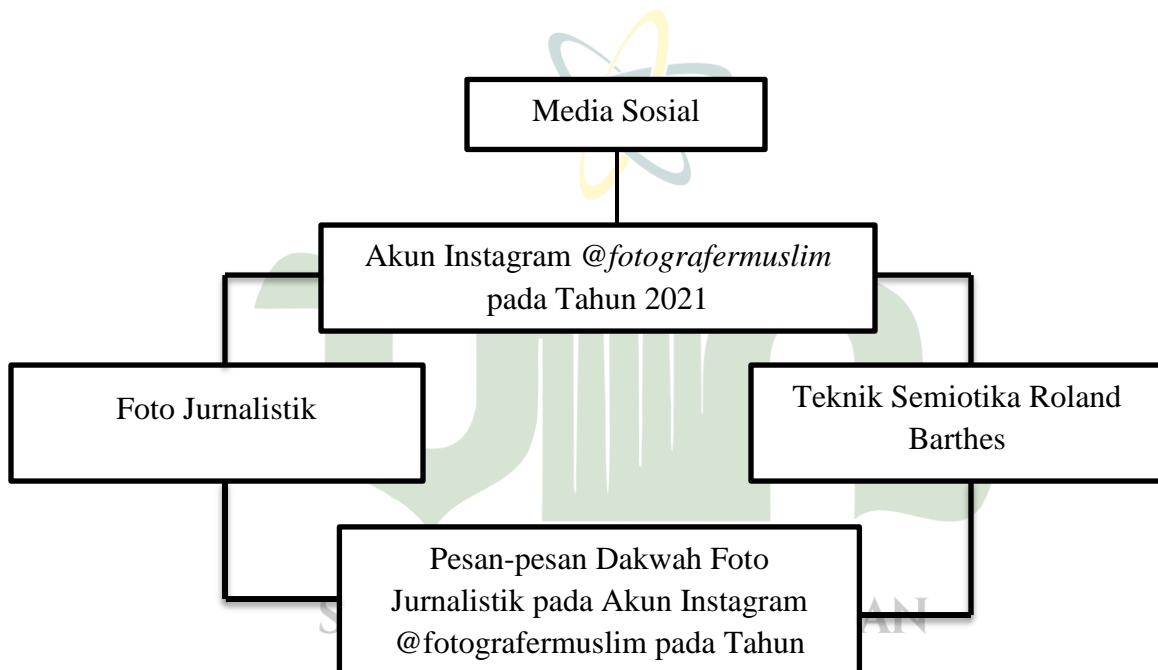 Media Sosial
Akun Instagram @fotografermuslim
pada Tahun 2021
Foto Jurnalistik
Teknik Semiotika Roland
Barthes
Pesan-pesan Dakwah Foto
Jurnalistik pada Akun Instagram
@fotografermuslim pada Tahun